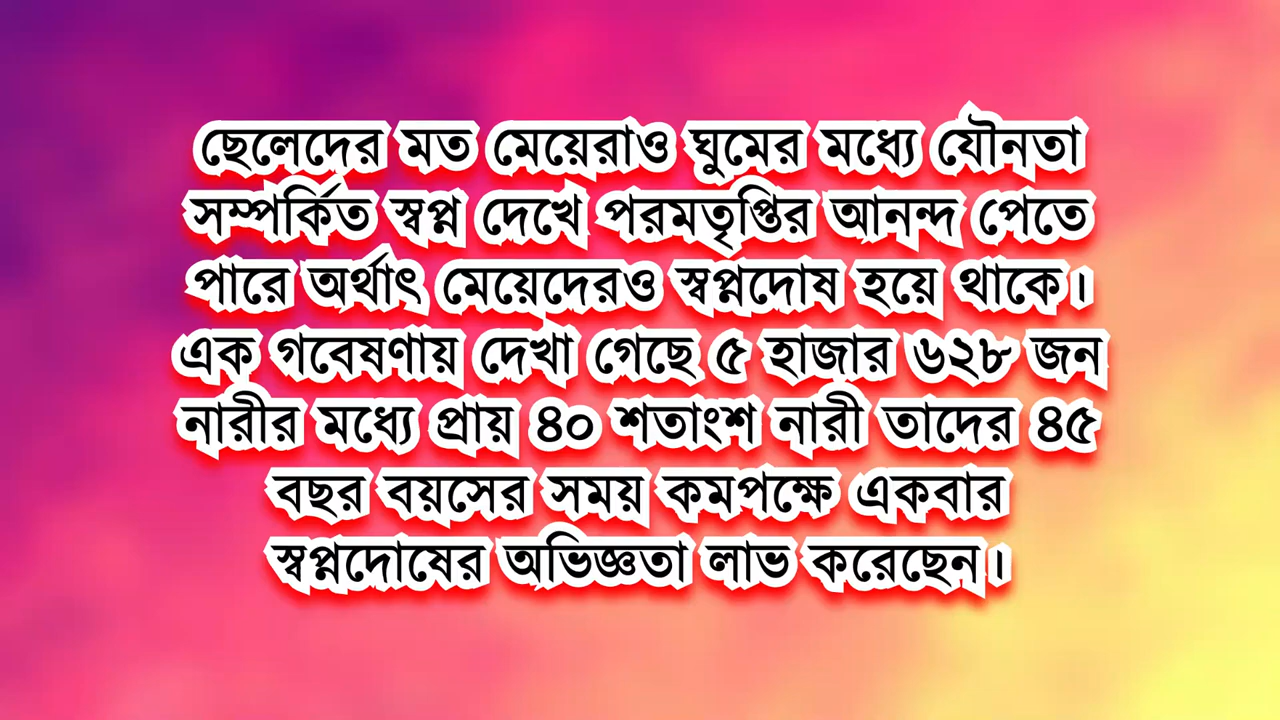 ছেলেদের মত মেয়েরাও ঘুমের মধ্যে যৌনতা
সম্পর্কিত স্বপ্ন দেখে পরমতৃপ্তির আনন্দ পেতে
পারে অর্থাৎ মেয়েদেরও স্বপ্নদোষ হয়ে থাকে।
এক গবেষণায় দেখা গেছে ৫ হাজার ৬২৮ জন
নারীর মধ্যে প্রায় ৪০ শতাংশ নারী তাদের ৪৫
বছর বয়সের সময় কমপক্ষে একবার
স্বপ্নদোষের অভিজ্ঞতা লাভ করেছেন।